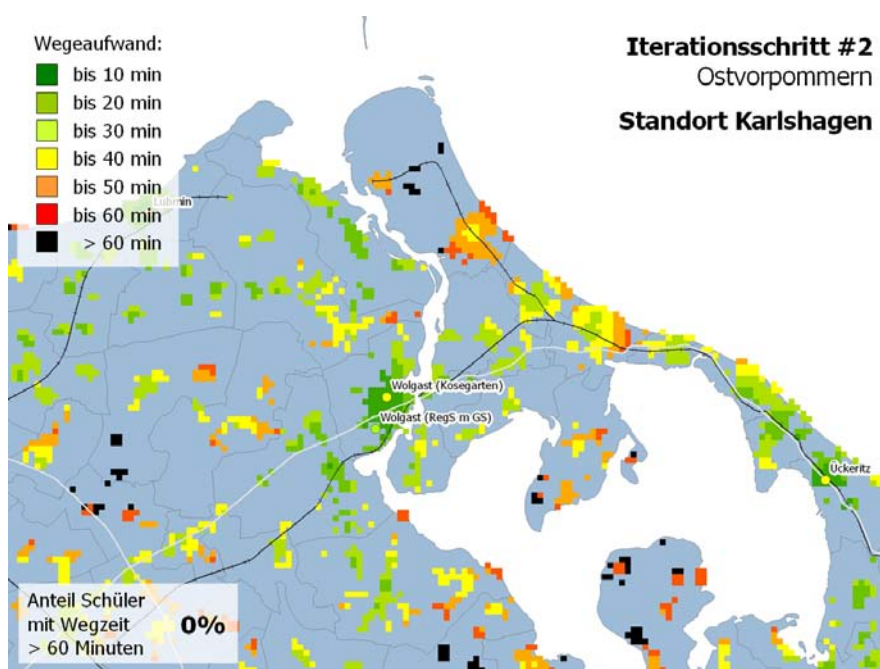 Wegeaufwand:
bis 10 min
bis 20 min
bis 30 min
bis 40 min
bis 50 min
bis 60 min
> 60 min
Iterationsschritt #2
Ostvorpommern
Standort Karlshagen
Lubmin
Wolgast (Kosegarten)
Wolgast (RegS m GS)
Ückeritz
Anteil Schüler
mit Wegzeit
> 60 Minuten
0%